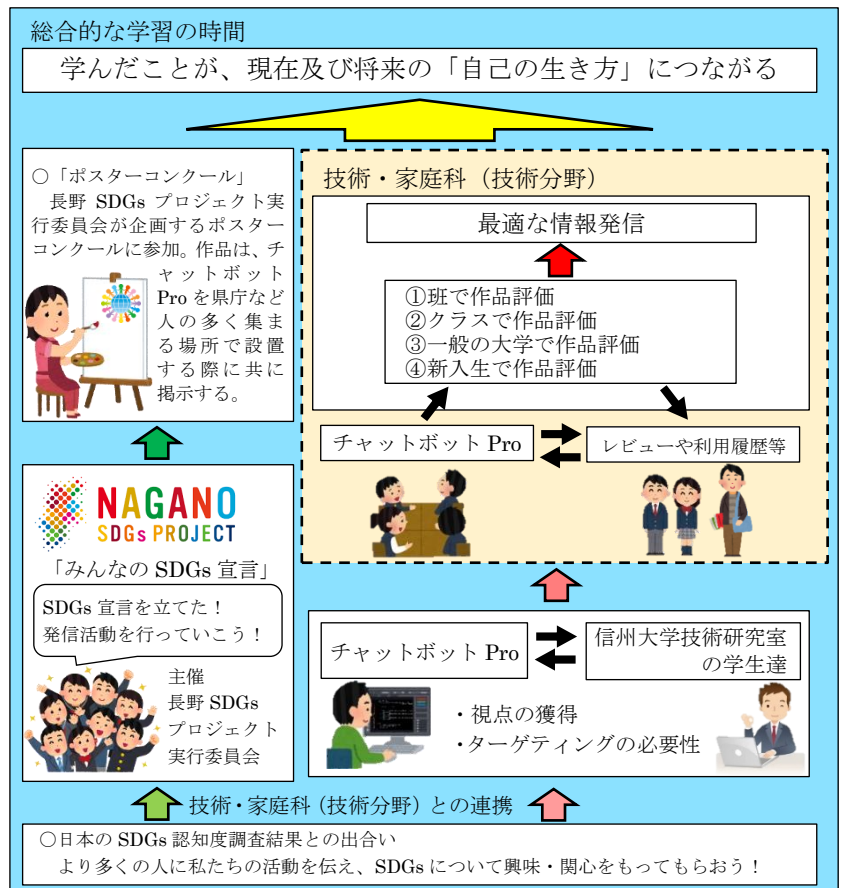 総合的な学習の時間
学んだことが、現在及び将来の「自己の生き方」につながる
○「ポスターコンクール」
長野 SDGs プロジェクト実
行委員会が企画するポスター
コンクールに参加。作品は、チ
ャットボット
Pro を県庁など
人の多く集ま
る場所で設置
する際に共に
掲示する。
技術・家庭科（技術分野）
最適な情報発信
①班で作品評価
②クラスで作品評価
③一般の大学で作品評価
④新入生で作品評価
チャットボット Pro
レビューや利用履歴等
NAGANO
SDGs PROJECT
「みんなの SDGs 宣言」
SDGs 宣言を立てた！
発信活動を行っていこう！
主催
長野 SDGs
プロジェクト
実行委員会
チャットボット Pro
信州大学技術研究室
の学生達
・視点の獲得
・ターゲティングの必要性
技術・家庭科（技術分野）との連携
○日本の SDGs 認知度調査結果との出合い
より多くの人に私たちの活動を伝え、SDGs について興味・関心をもってもらおう！